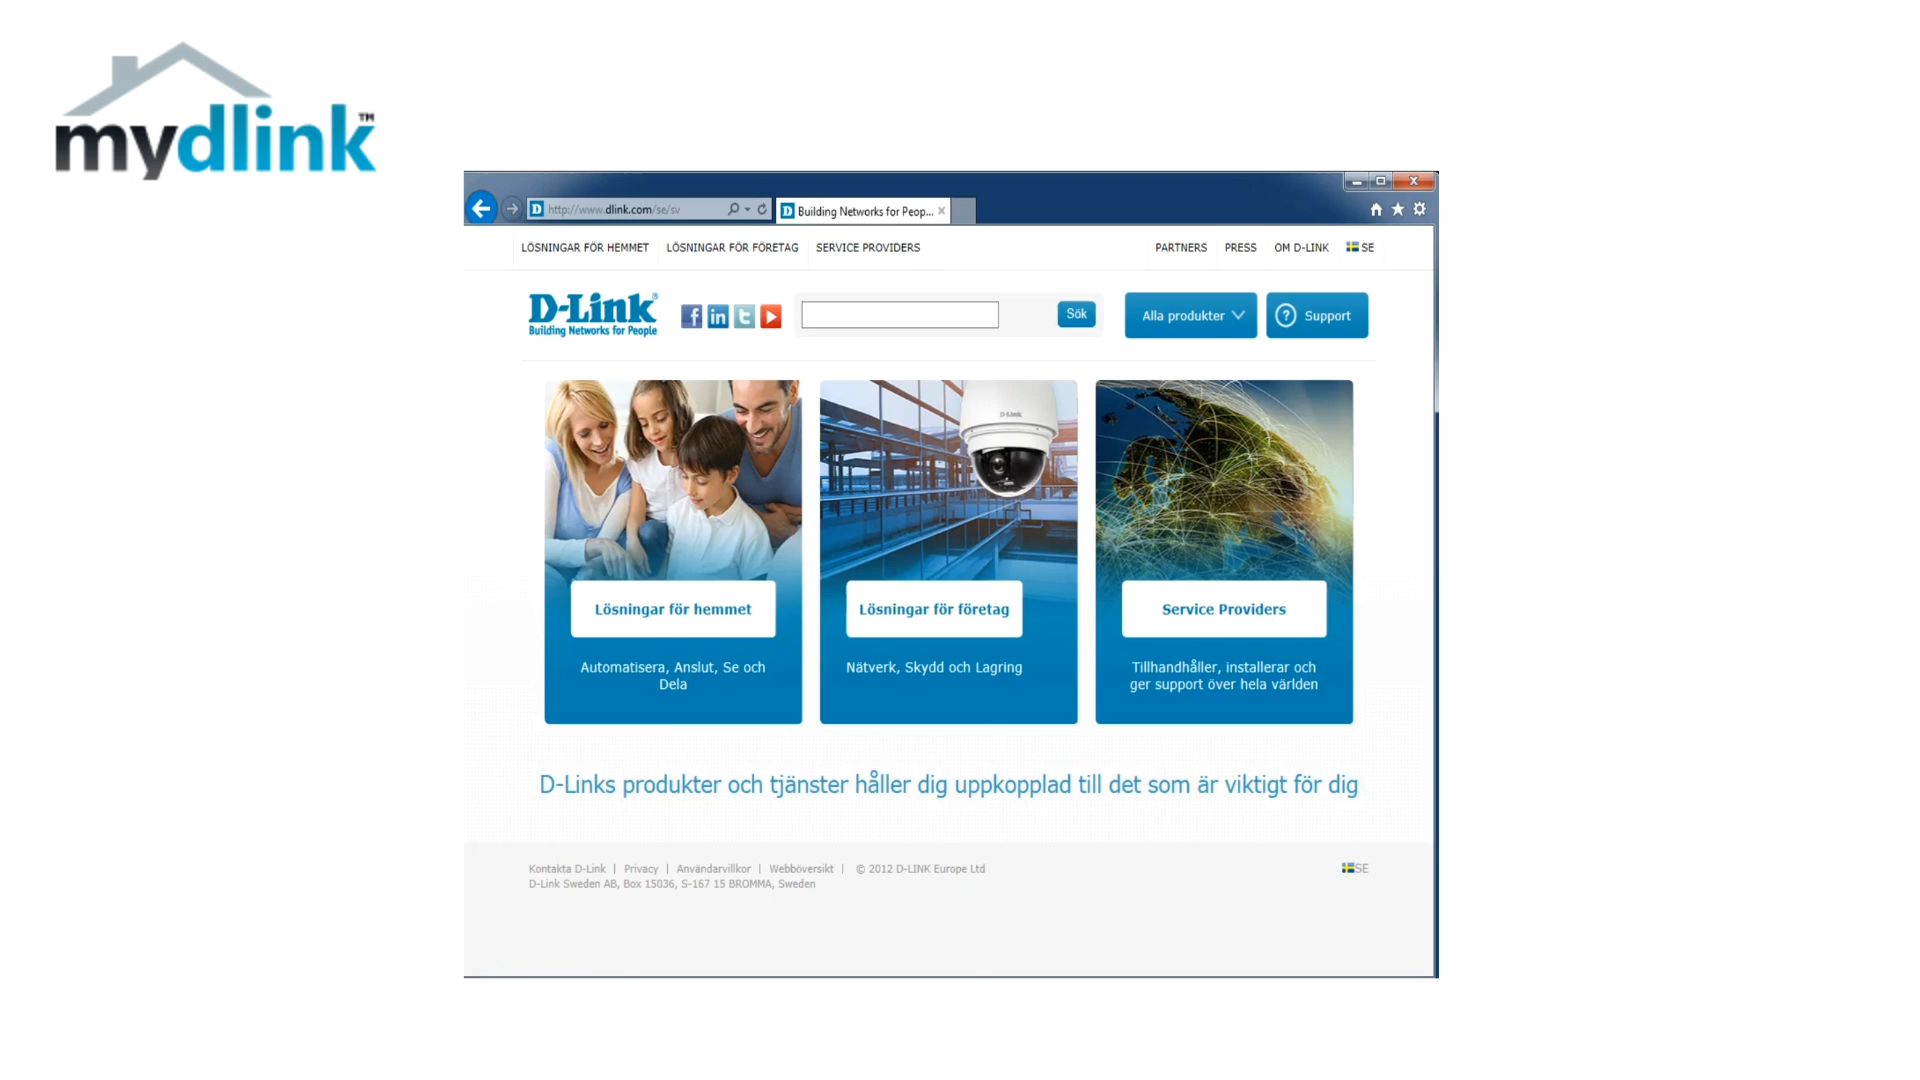 mydlink™
http://www.dlink.com/se/sv
Building Networks for Peop...
LÖSNINGAR FÖR HEMMET LÖSNINGAR FÖR FÖRETAG SERVICE PROVIDERS PARTNERS PRESS OM D-LINK SE
D-Link®
Building Networks for People
Sök
Alla produkter
Support
D-Link
Lösningar för hemmet
Automatisera, Anslut, Se och
Dela
Lösningar för företag
Nätverk, Skydd och Lagring
Service Providers
Tillhandhåller, installerar och
ger support över hela världen
D-Links produkter och tjänster håller dig uppkopplad till det som är viktigt för dig
Kontakta D-Link | Privacy | Användarvillkor | Webböversikt | © 2012 D-LINK Europe Ltd
SE
D-Link Sweden AB, Box 15036, S-167 15 BROMMA, Sweden